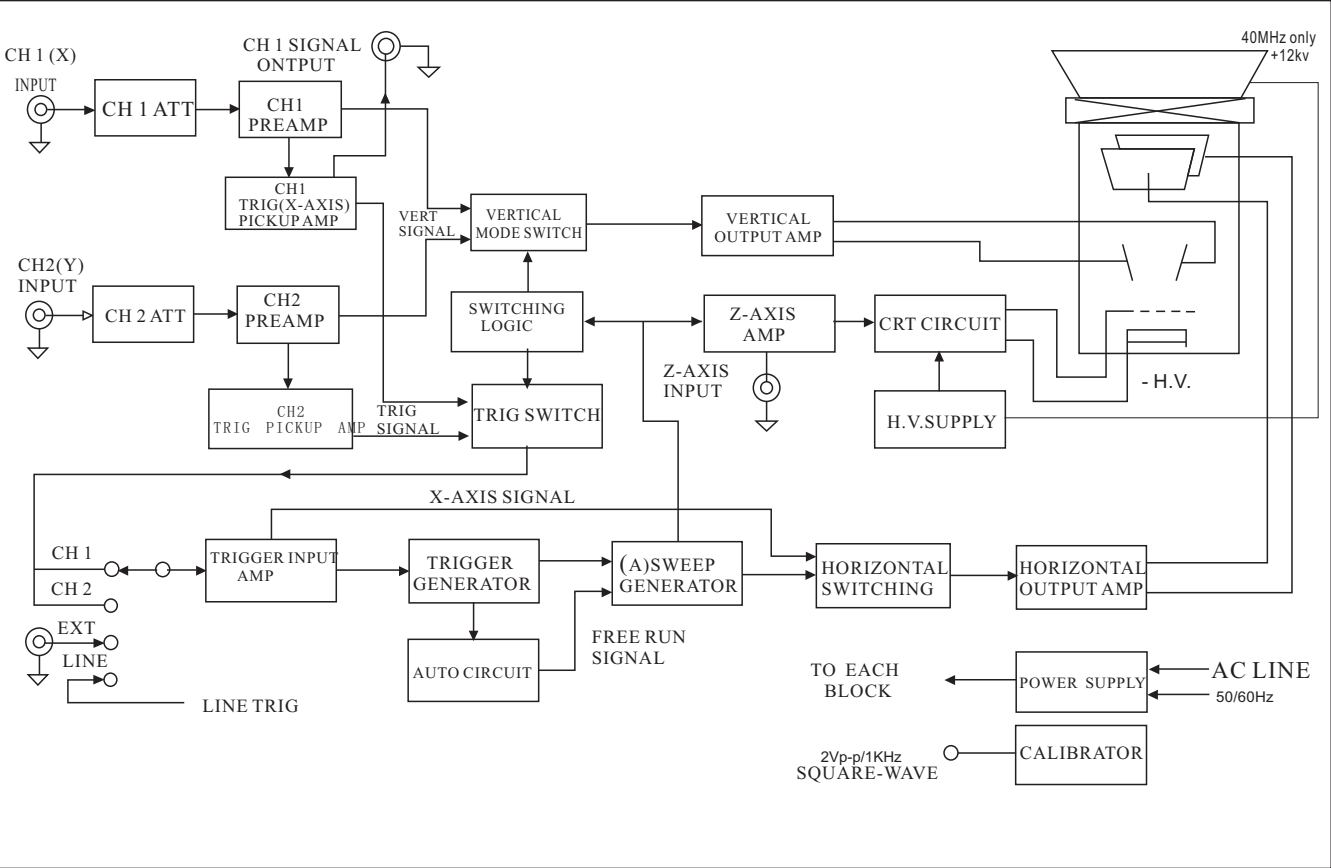 40MHz only
+12kv
CH 1 (X)
INPUT
CH 1 SIGNAL
ONTPUT
CH 1 ATT
CH1
PREAMP
CH1
TRIG(X-AXIS)
PICKUP AMP
VERT
SIGNAL
VERTICAL
MODE SWITCH
VERTICAL
OUTPUT AMP
CH2(Y)
INPUT
CH 2 ATT
CH2
PREAMP
SWITCHING
LOGIC
Z-AXIS
AMP
CRT CIRCUIT
Z-AXIS
INPUT
- H.V.
CH2
TRIG PICKUP AMP
TRIG
SIGNAL
TRIG SWITCH
H.V.SUPPLY
X-AXIS SIGNAL
CH 1
CH 2
EXT
LINE
LINE TRIG
TRIGGER INPUT
AMP
TRIGGER
GENERATOR
(A)SWEEP
GENERATOR
HORIZONTAL
SWITCHING
HORIZONTAL
OUTPUT AMP
AUTO CIRCUIT
FREE RUN
SIGNAL
TO EACH
BLOCK
POWER SUPPLY
AC LINE
50/60Hz
2Vp-p/1KHz
SQUARE-WAVE
CALIBRATOR